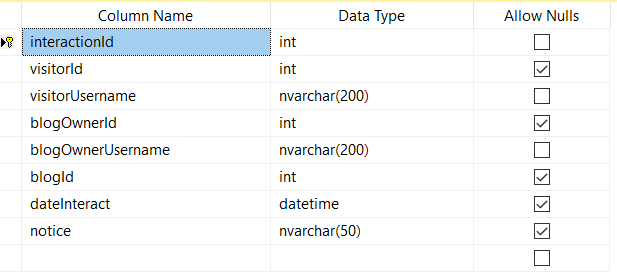 Column Name Data Type Allow Nulls
interactionId int
visitorId int
visitorUsername nvarchar(200)
blogOwnerId int
blogOwnerUsername nvarchar(200)
blogId int
dateInteract datetime
notice nvarchar(50)